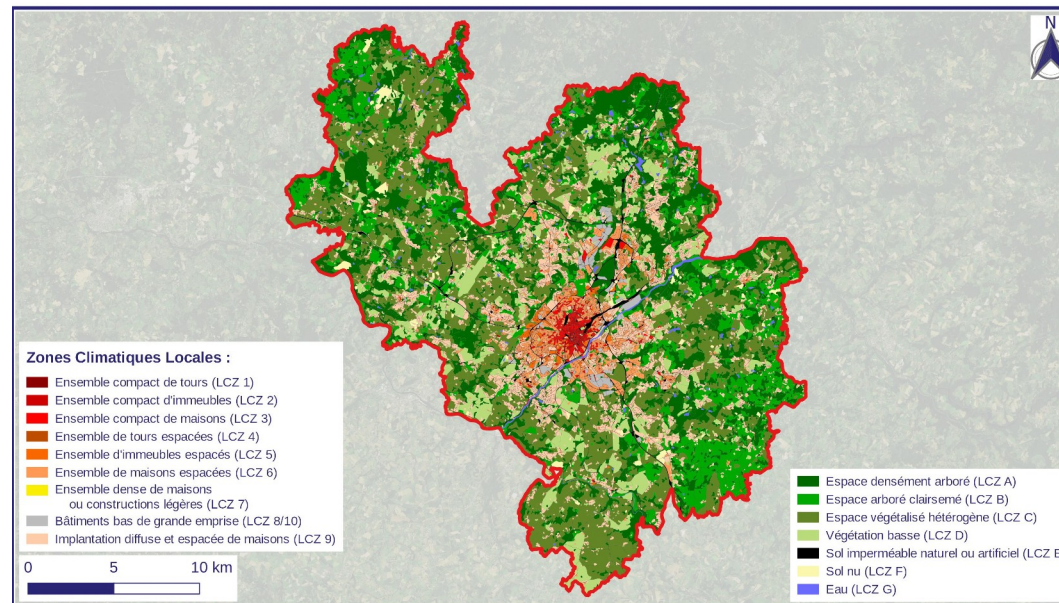 N
Zones Climatiques Locales :
Ensemble compact de tours (LCZ 1)
Ensemble compact d'immeubles (LCZ 2)
Ensemble compact de maisons (LCZ 3)
Ensemble de tours espacées (LCZ 4)
Ensemble d'immeubles espacés (LCZ 5)
Ensemble de maisons espacées (LCZ 6)
Ensemble dense de maisons
ou constructions légères (LCZ 7)
Bâtiments bas de grande emprise (LCZ 8/10)
Implantation diffuse et espacée de maisons (LCZ 9)
0 5 10 km
Espace densément arboré (LCZ A)
Espace arboré clairsemé (LCZ B)
Espace végétalisé hétérogène (LCZ C)
Végétation basse (LCZ D)
Sol imperméable naturel ou artificiel (LCZ E
Sol nu (LCZ F)
Eau (LCZ G)